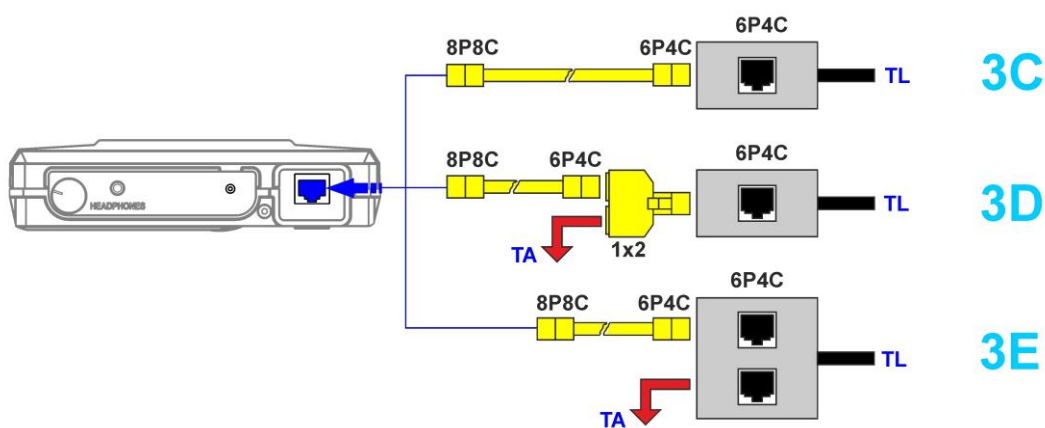 6P4C
8P8C 6P4C
TL
3C
6P4C
8P8C 6P4C
HEADPHONES
TL
3D
TA
1x2
6P4C
8P8C 6P4C
TL
3E
TA